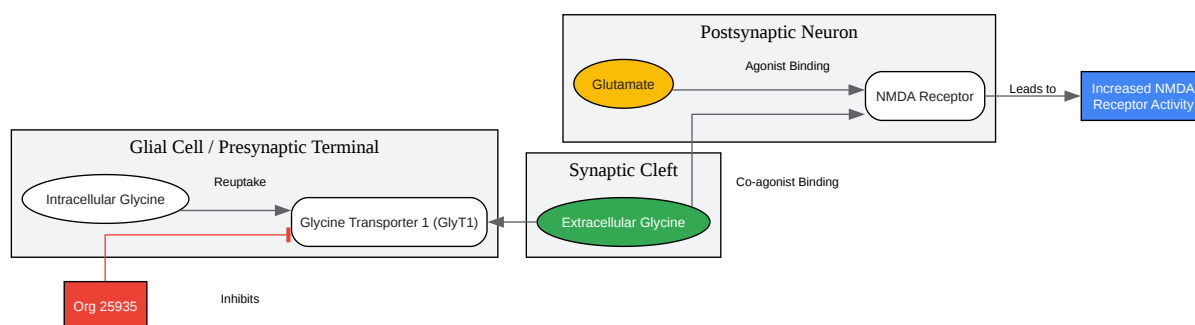 Postsynaptic Neuron
Glutamate
Agonist Binding
NMDA Receptor
Leads to
Increased NMDA
Receptor Activity
Glial Cell / Presynaptic Terminal
Intracellular Glycine
Reuptake
Glycine Transporter 1 (GlyT1)
Synaptic Cleft
Extracellular Glycine
Co-agonist Binding
Org 25935
Inhibits